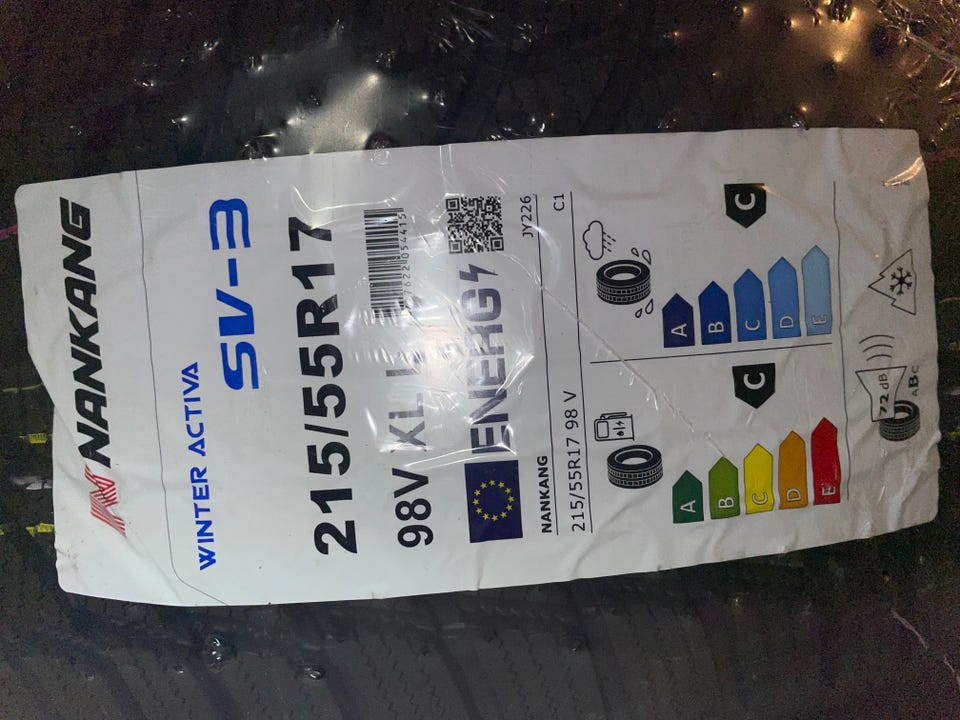 NANKANG
WINTER ACTIVA
SV-3
215/55R17
98V XL
ENERG
JY226
NANKANG
215/55R17 98 V
C1
A
B
C
D
E
C
A
B
C
D
E
C
72 dB
ABC